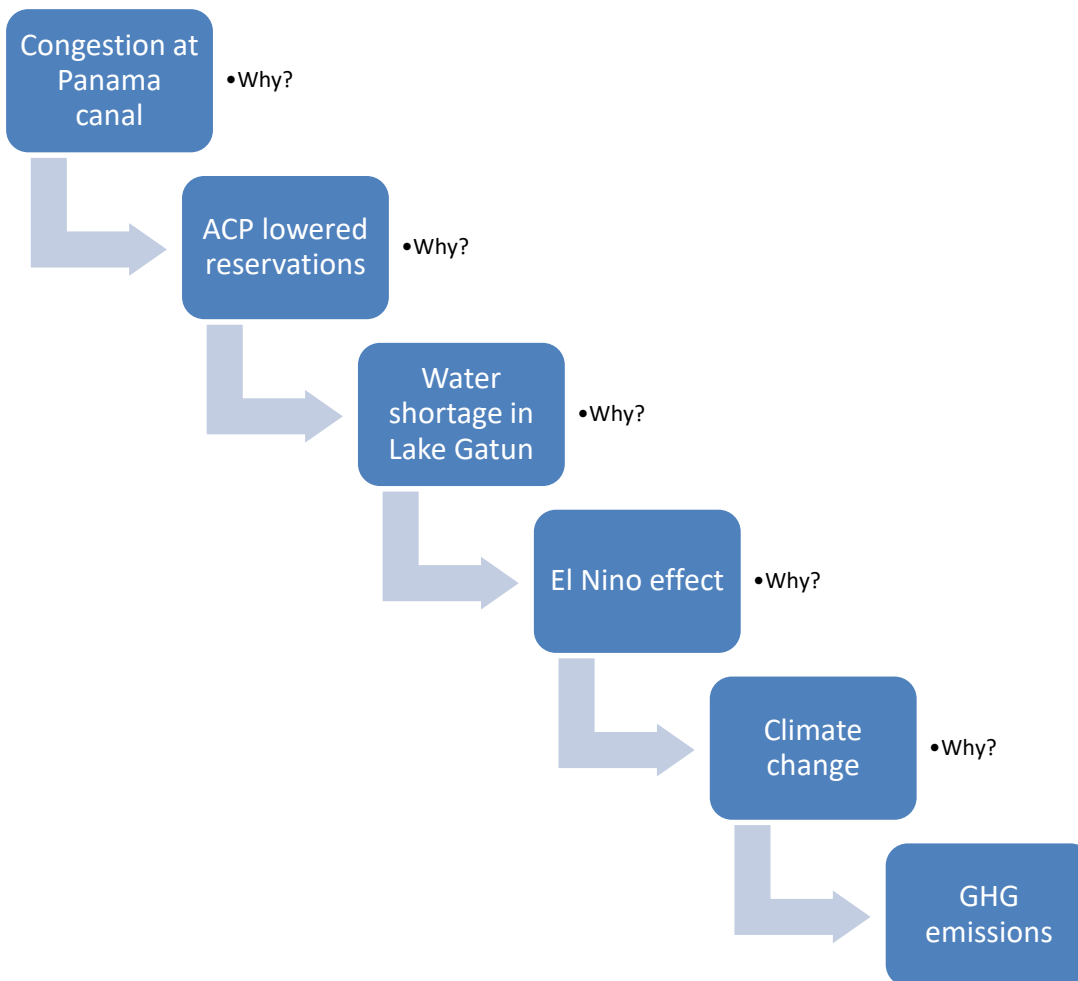 Congestion at
Panama
canal
•Why?
ACP lowered
reservations
•Why?
Water
shortage in
Lake Gatun
•Why?
El Nino effect
•Why?
Climate
change
•Why?
GHG
emissions